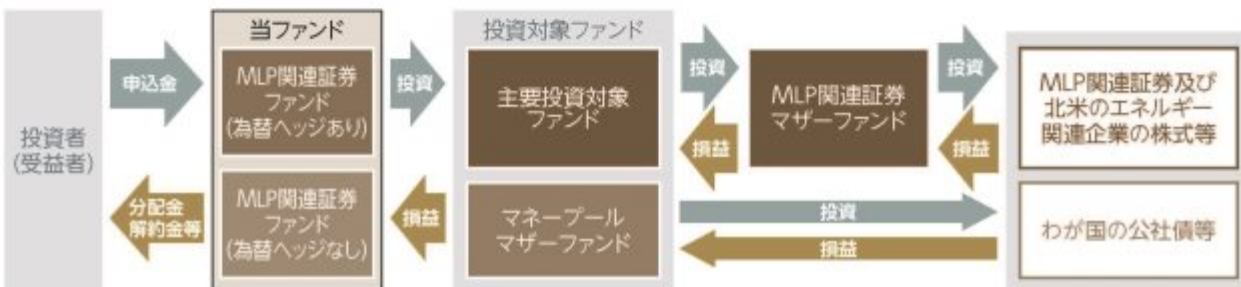 投資者
(受益者)
申込金
分配金
解約金等
当ファンド
MLP関連証券
ファンド
(為替ヘッジあり)
MLP関連証券
ファンド
(為替ヘッジなし)
投資
損益
投資対象ファンド
主要投資対象
ファンド
マネープール
マザーファンド
投資
損益
MLP関連証券
マザーファンド
投資
損益
投資
損益
MLP関連証券及び
北米のエネルギー
関連企業の株式等
わが国の公社債等